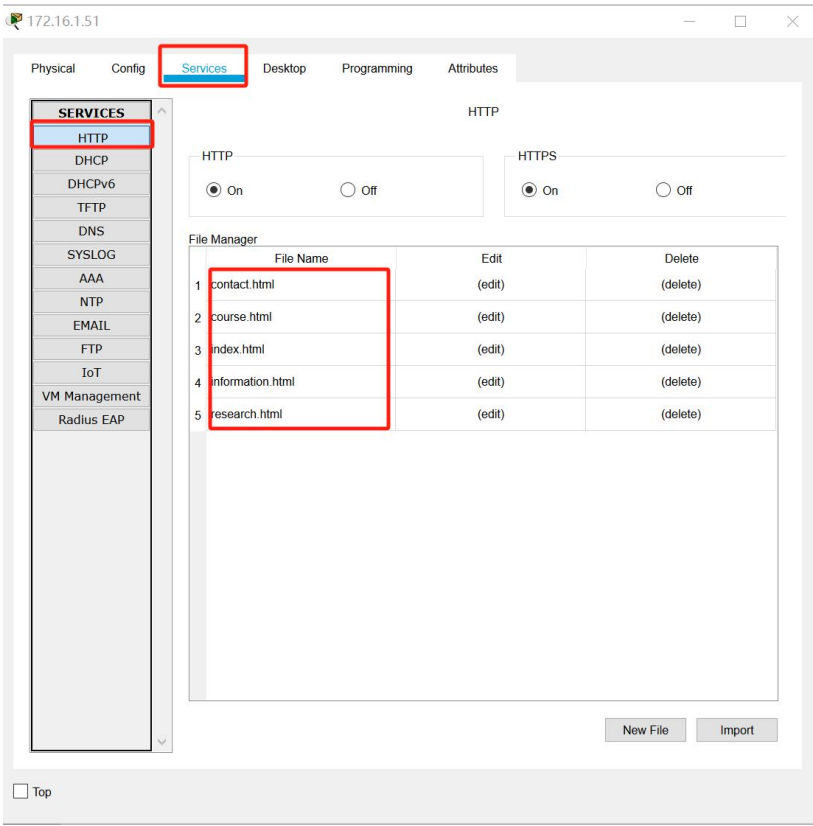 172.16.1.51
Physical Config Services Desktop Programming Attributes
SERVICES
HTTP
DHCP
DHCPv6
TFTP
DNS
SYSLOG
AAA
NTP
EMAIL
FTP
IoT
VM Management
Radius EAP
HTTP
HTTP
On Off
HTTPS
On Off
File Manager
File Name Edit Delete
1 contact.html (edit) (delete)
2 course.html (edit) (delete)
3 index.html (edit) (delete)
4 information.html (edit) (delete)
5 research.html (edit) (delete)
New File Import
Top